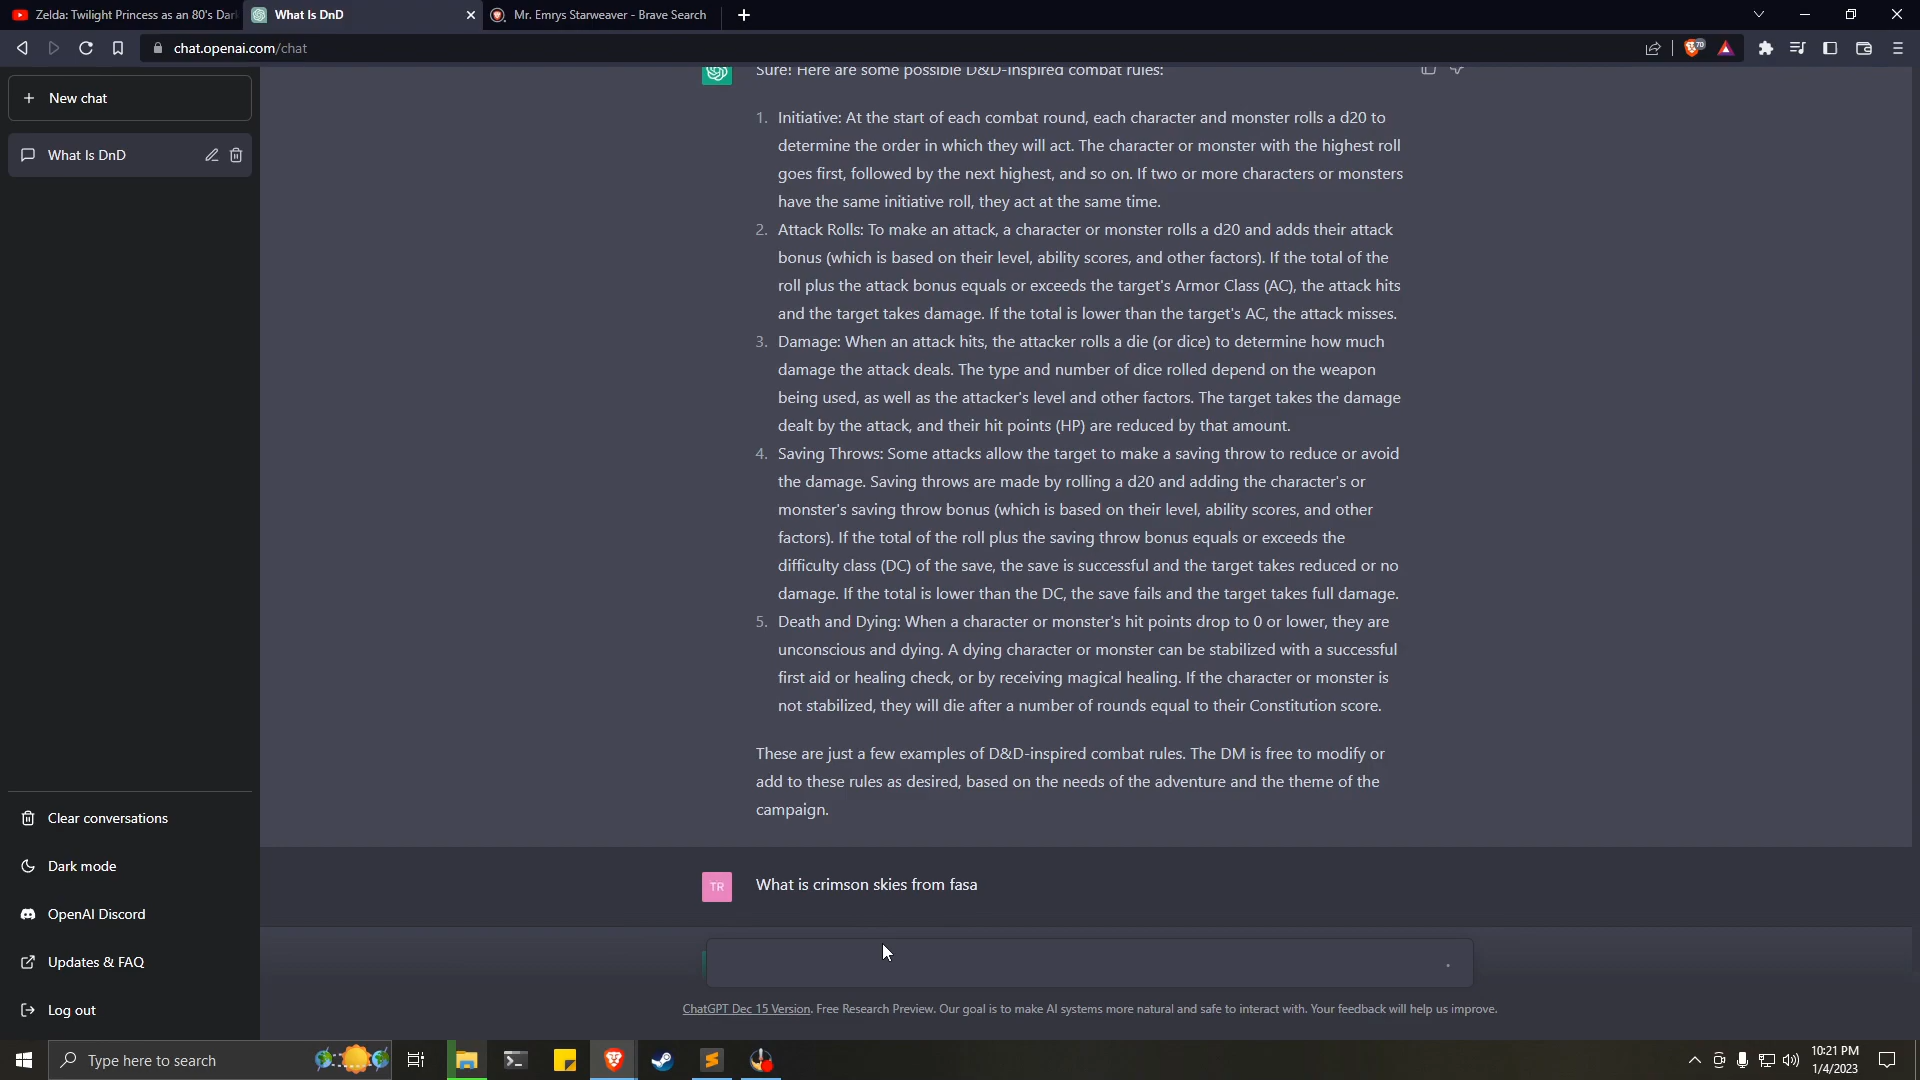 Zelda: Twilight Princess as an 80's Dar
What Is DnD
Mr. Emrys Starweaver - Brave Search
chat.openai.com/chat
70
New chat
What Is DnD
Sure! Here are some possible D&D-inspired combat rules:
1. Initiative: At the start of each combat round, each character and monster rolls a d20 to
determine the order in which they will act. The character or monster with the highest roll
goes first, followed by the next highest, and so on. If two or more characters or monsters
have the same initiative roll, they act at the same time.
2. Attack Rolls: To make an attack, a character or monster rolls a d20 and adds their attack
bonus (which is based on their level, ability scores, and other factors). If the total of the
roll plus the attack bonus equals or exceeds the target's Armor Class (AC), the attack hits
and the target takes damage. If the total is lower than the target's AC, the attack misses.
3. Damage: When an attack hits, the attacker rolls a die (or dice) to determine how much
damage the attack deals. The type and number of dice rolled depend on the weapon
being used, as well as the attacker's level and other factors. The target takes the damage
dealt by the attack, and their hit points (HP) are reduced by that amount.
4. Saving Throws: Some attacks allow the target to make a saving throw to reduce or avoid
the damage. Saving throws are made by rolling a d20 and adding the character's or
monster's saving throw bonus (which is based on their level, ability scores, and other
factors). If the total of the roll plus the saving throw bonus equals or exceeds the
difficulty class (DC) of the save, the save is successful and the target takes reduced or no
damage. If the total is lower than the DC, the save fails and the target takes full damage.
5. Death and Dying: When a character or monster's hit points drop to 0 or lower, they are
unconscious and dying. A dying character or monster can be stabilized with a successful
first aid or healing check, or by receiving magical healing. If the character or monster is
not stabilized, they will die after a number of rounds equal to their Constitution score.
These are just a few examples of D&D-inspired combat rules. The DM is free to modify or
add to these rules as desired, based on the needs of the adventure and the theme of the
campaign.
TR
What is crimson skies from fasa
Clear conversations
Dark mode
OpenAI Discord
Updates & FAQ
Log out
ChatGPT Dec 15 Version. Free Research Preview. Our goal is to make AI systems more natural and safe to interact with. Your feedback will help us improve.
Type here to search
10:21 PM
1/4/2023